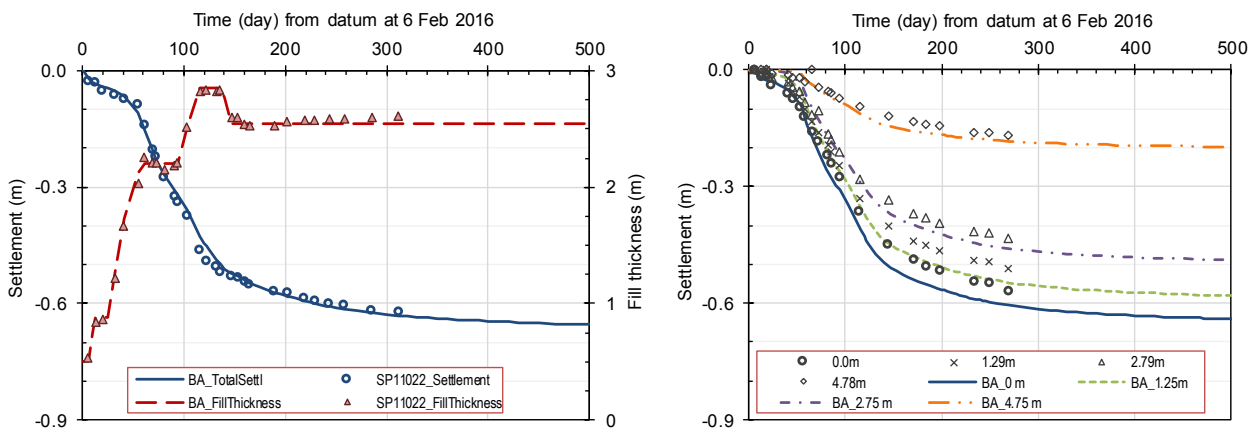 Time (day) from datum at 6 Feb 2016
0 100 200 300 400 500
0.0
-0.3
-0.6
-0.9
Settlement (m)
3
2
1
0
Fill thickness (m)
BA_TotalSettl SP11022_Settlement
BA_FillThickness SP11022_FillThickness
Time (day) from datum at 6 Feb 2016
0 100 200 300 400 500
0.0
-0.3
-0.6
-0.9
Settlement (m)
0.0m 1.29m 2.79m
4.78m BA_0 m BA_1.25m
BA_2.75 m BA_4.75 m